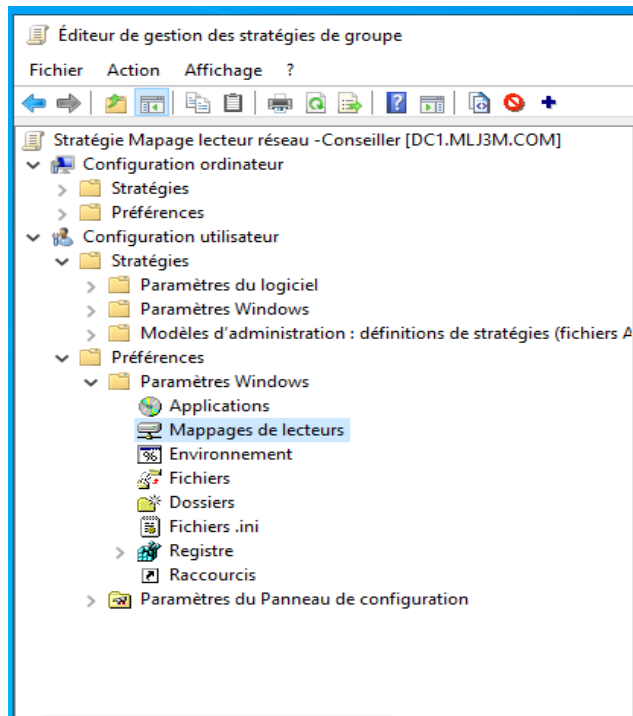 Éditeur de gestion des stratégies de groupe
Fichier Action Affichage ?
Stratégie Mapage lecteur réseau -Conseiller [DC1.MLJ3M.COM]
Configuration ordinateur
Stratégies
Préférences
Configuration utilisateur
Stratégies
Paramètres du logiciel
Paramètres Windows
Modèles d'administration : définitions de stratégies (fichiers A
Préférences
Paramètres Windows
Applications
Mappages de lecteurs
Environnement
Fichiers
Dossiers
Fichiers .ini
Registre
Raccourcis
Paramètres du Panneau de configuration